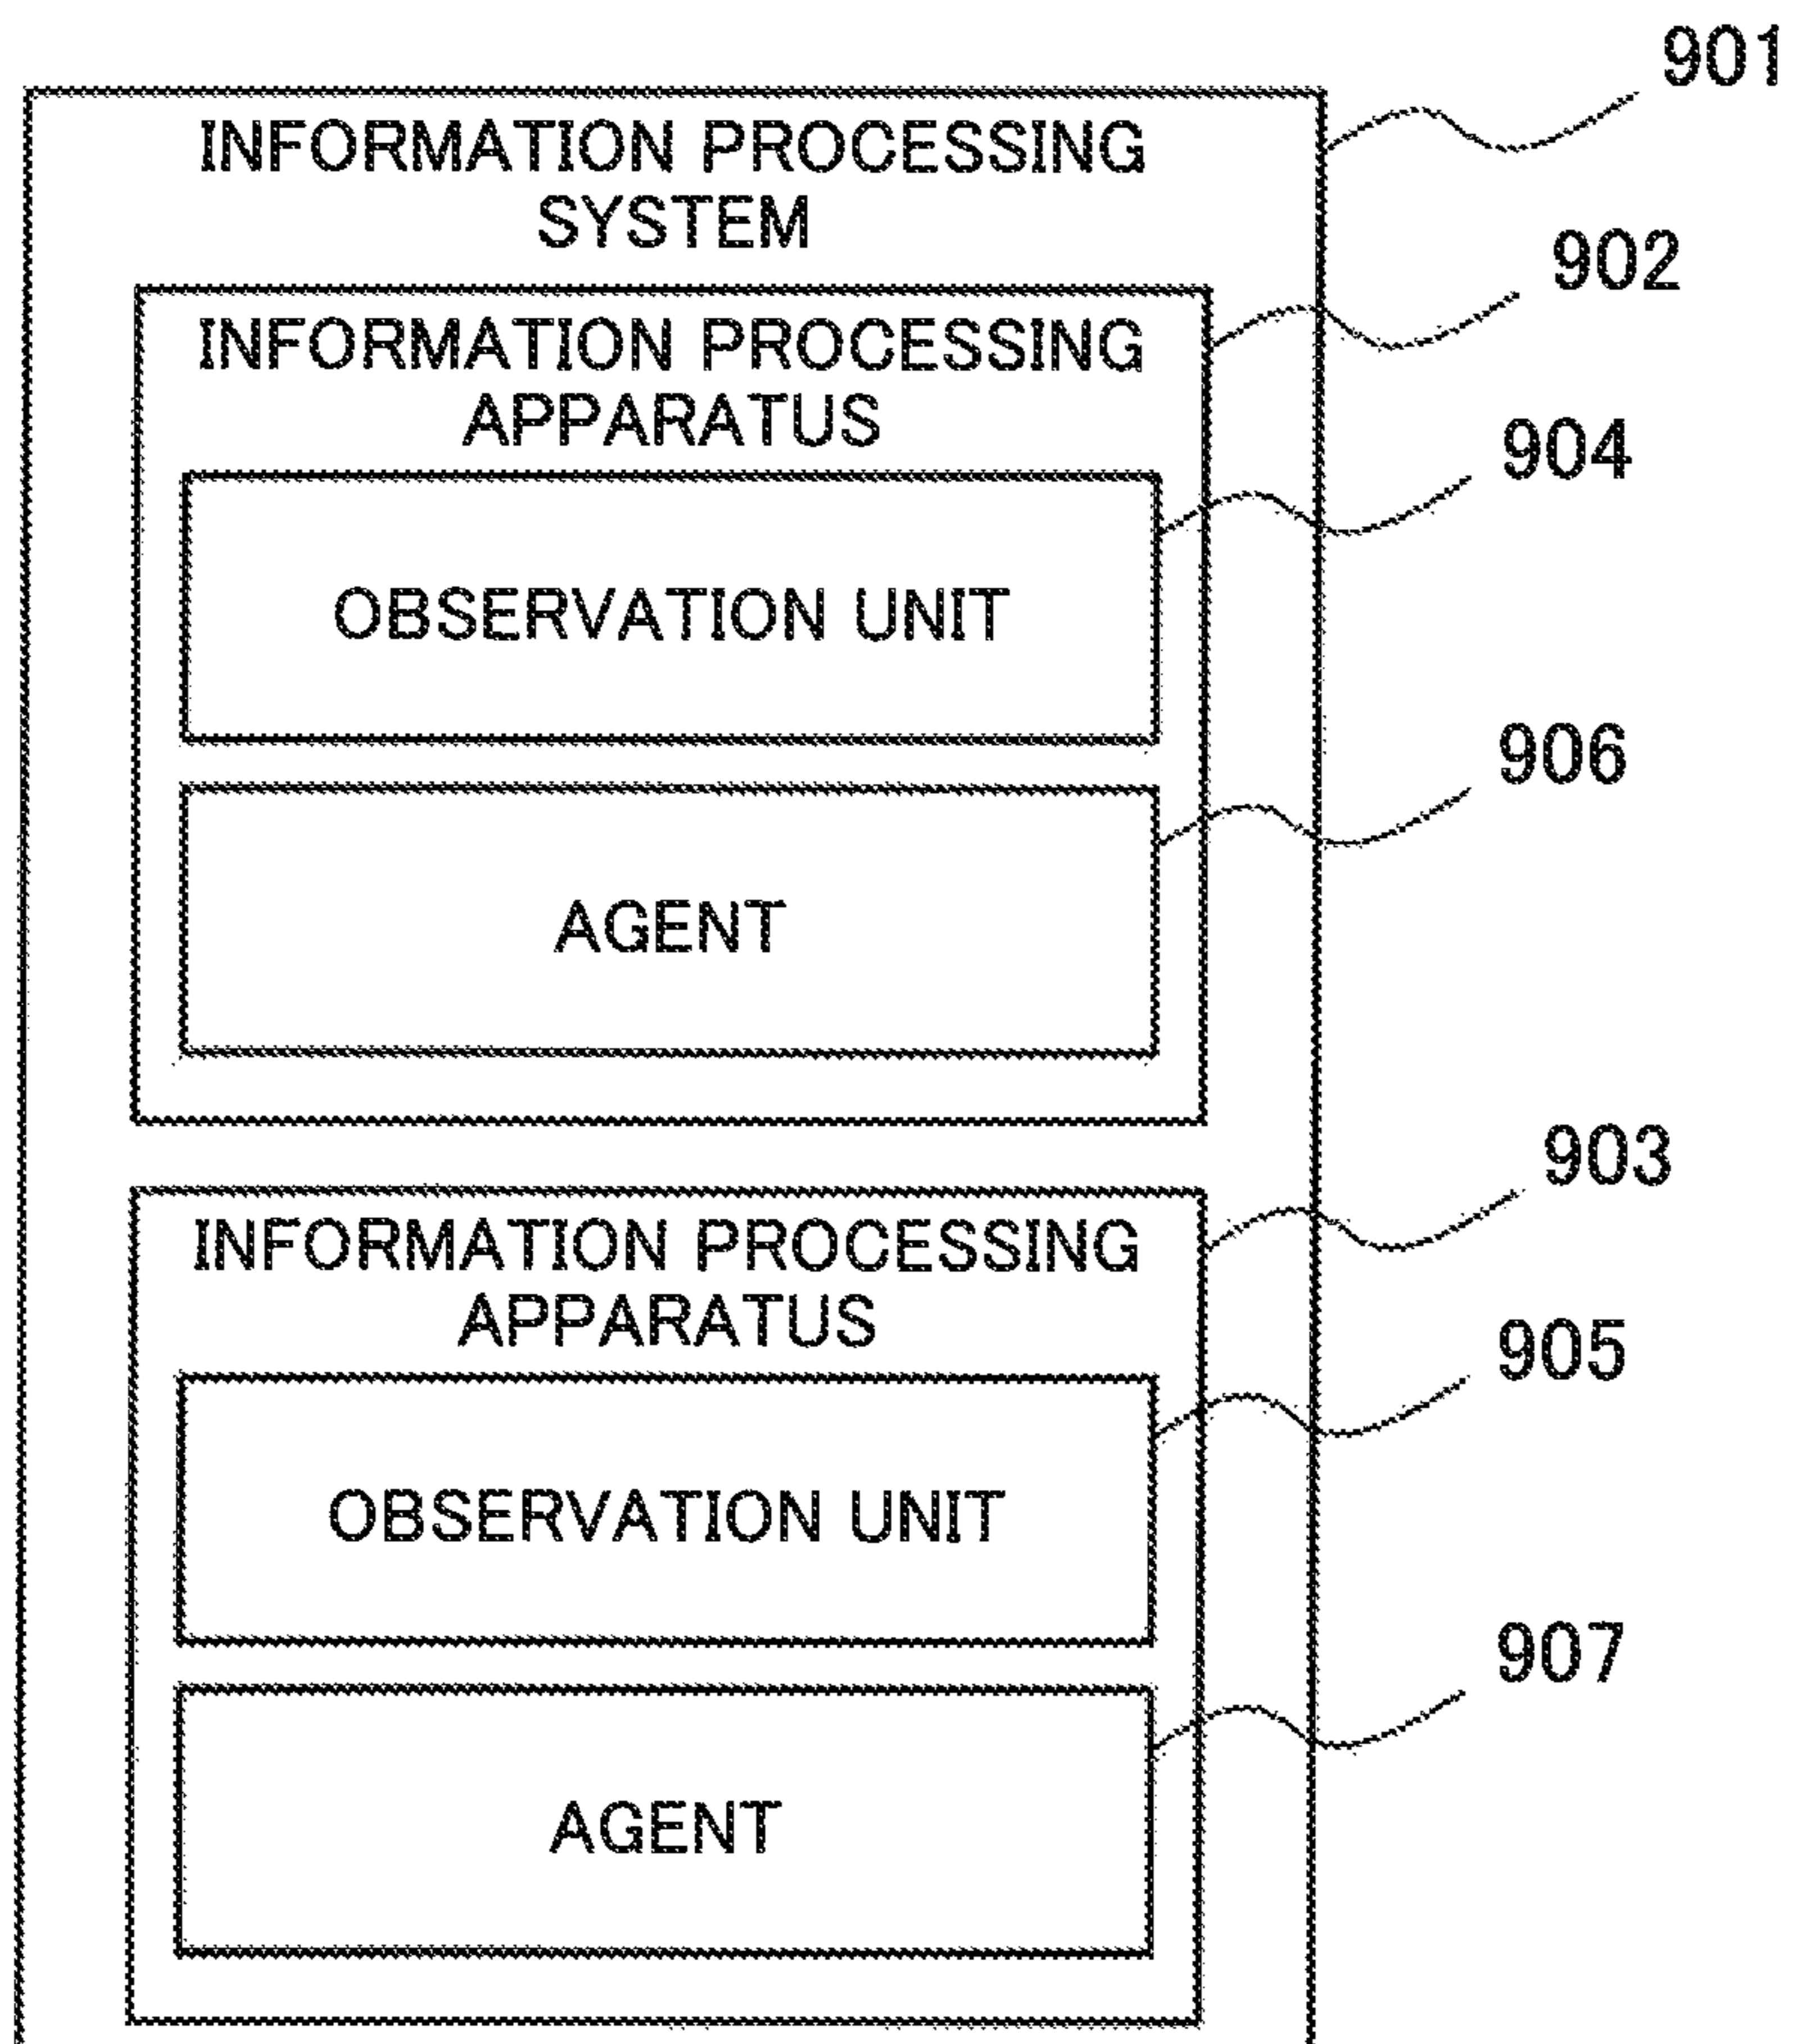 901
INFORMATION PROCESSING
SYSTEM
902
INFORMATION PROCESSING
APPARATUS
904
OBSERVATION UNIT
906
AGENT
903
INFORMATION PROCESSING
APPARATUS
905
OBSERVATION UNIT
907
AGENT